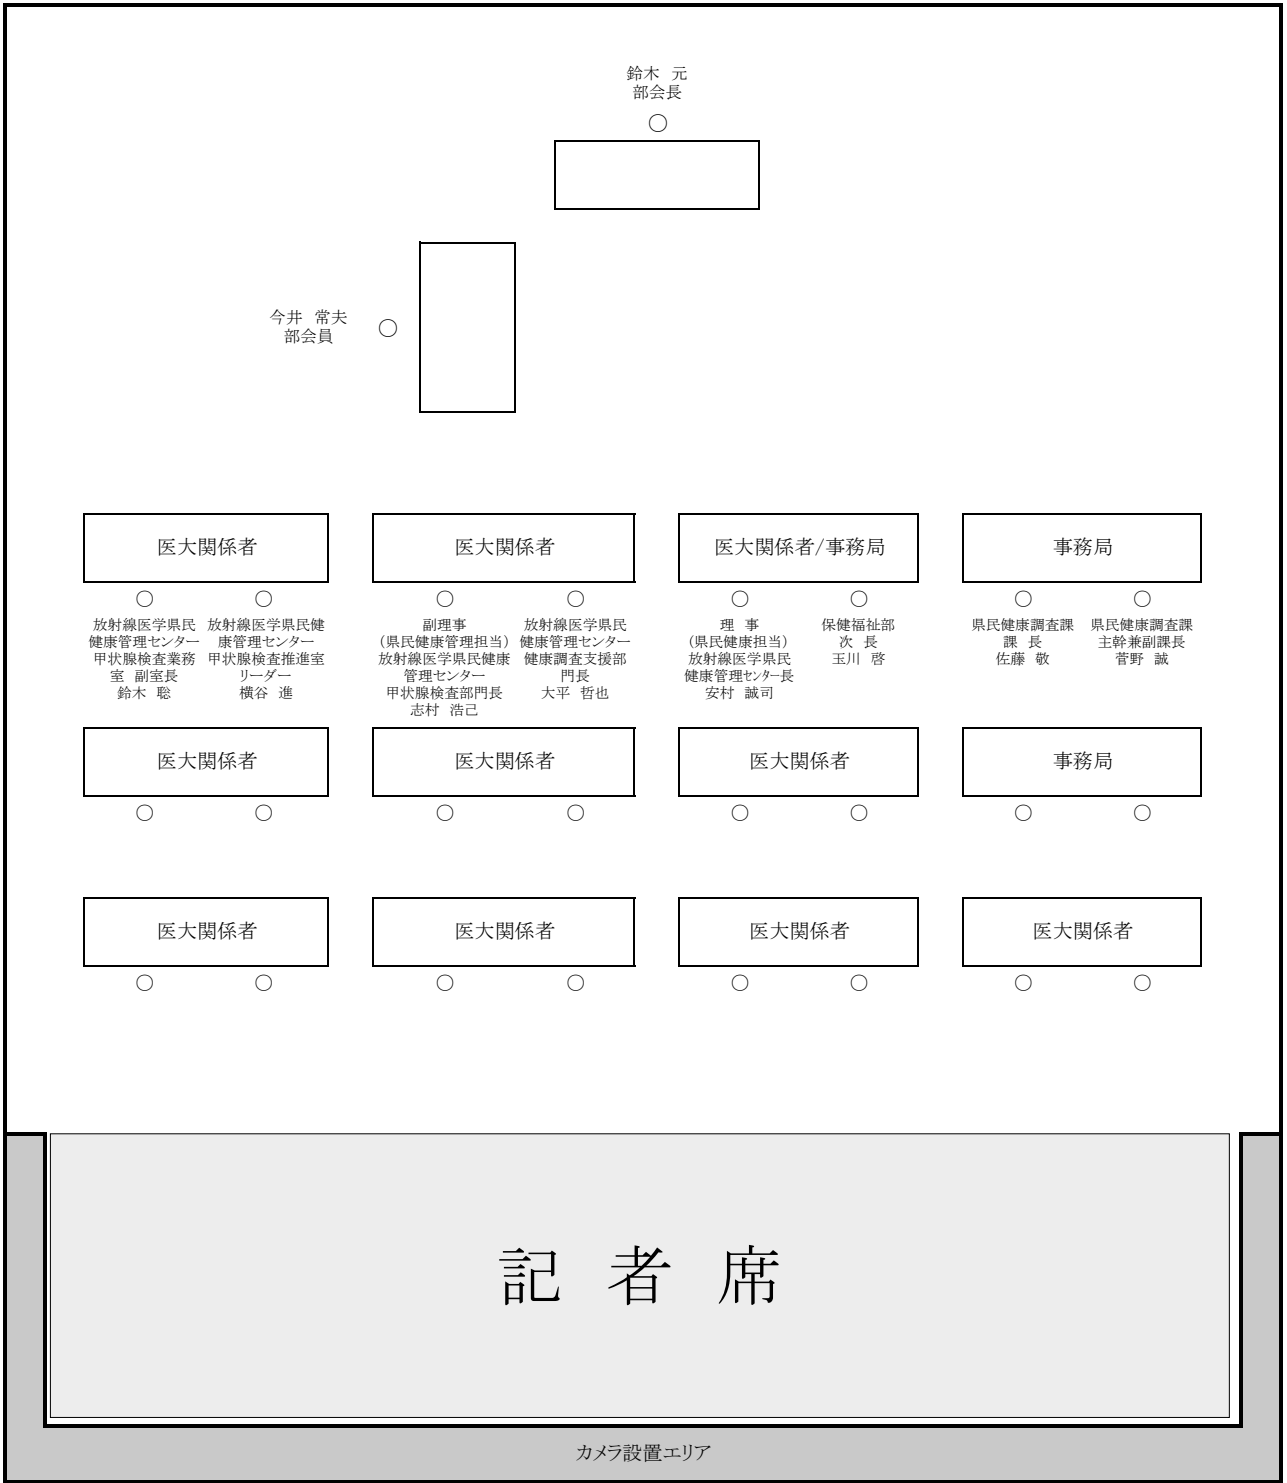 鈴木　元
部会長
○
今井　常夫
部会員
○
医大関係者
医大関係者
医大関係者/事務局
事務局
○ ○ ○ ○ ○ ○ ○ ○
放射線医学県民
健康管理センター
甲状腺検査業務
室　副室長
鈴木　聡
放射線医学県民健
康管理センター
甲状腺検査推進室
リーダー
横谷　進
副理事
（県民健康管理担当）
放射線医学県民健康
管理センター
甲状腺検査部門長
志村　浩己
放射線医学県民
健康管理センター
健康調査支援部
門長
大平　哲也
理　事
（県民健康担当）
放射線医学県民
健康管理センター長
安村　誠司
保健福祉部
次　長
玉川　啓
県民健康調査課
課　長
佐藤　敬
県民健康調査課
主幹兼副課長
菅野　誠
医大関係者
医大関係者
医大関係者
事務局
○ ○ ○ ○ ○ ○ ○ ○
医大関係者
医大関係者
医大関係者
医大関係者
○ ○ ○ ○ ○ ○ ○ ○
記　者　席
カメラ設置エリア